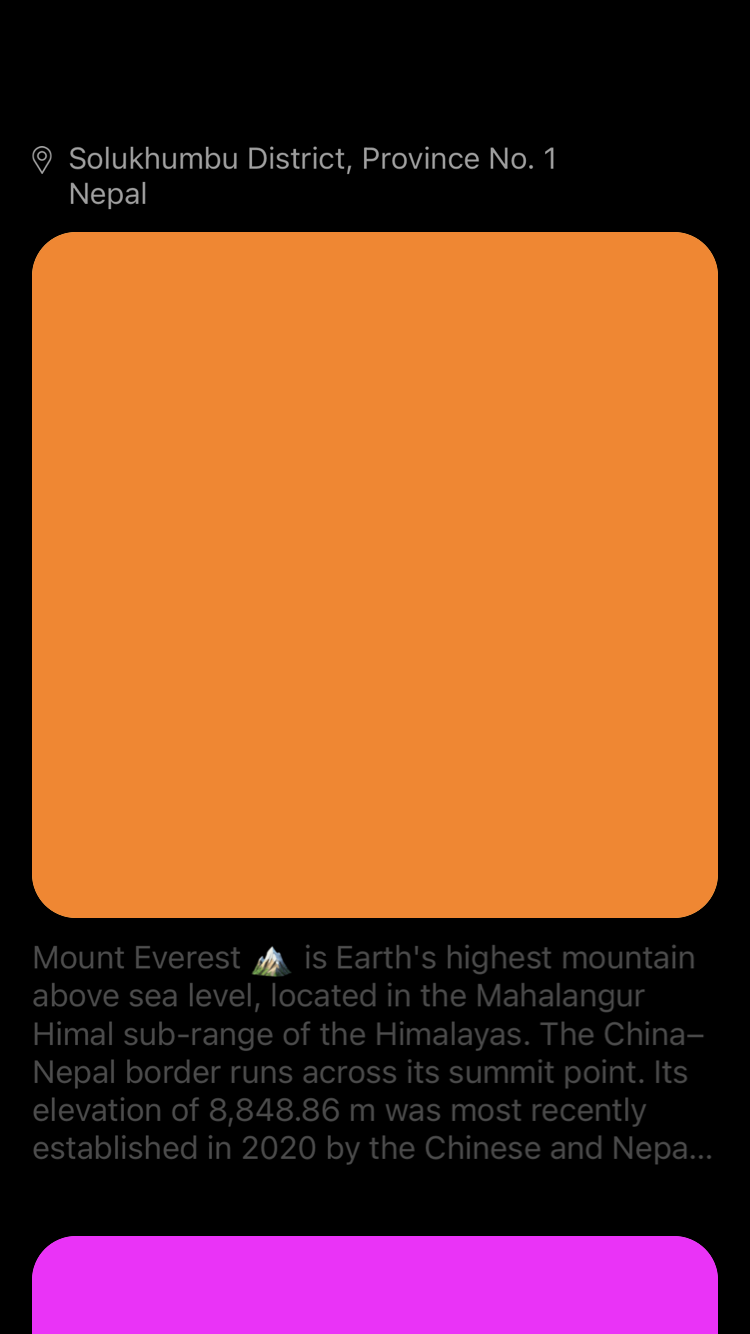 Solukhumbu District, Province No. 1
Nepal
Mount Everest 🏔️ is Earth's highest mountain
above sea level, located in the Mahalangur
Himal sub-range of the Himalayas. The China–
Nepal border runs across its summit point. Its
elevation of 8,848.86 m was most recently
established in 2020 by the Chinese and Nepa...